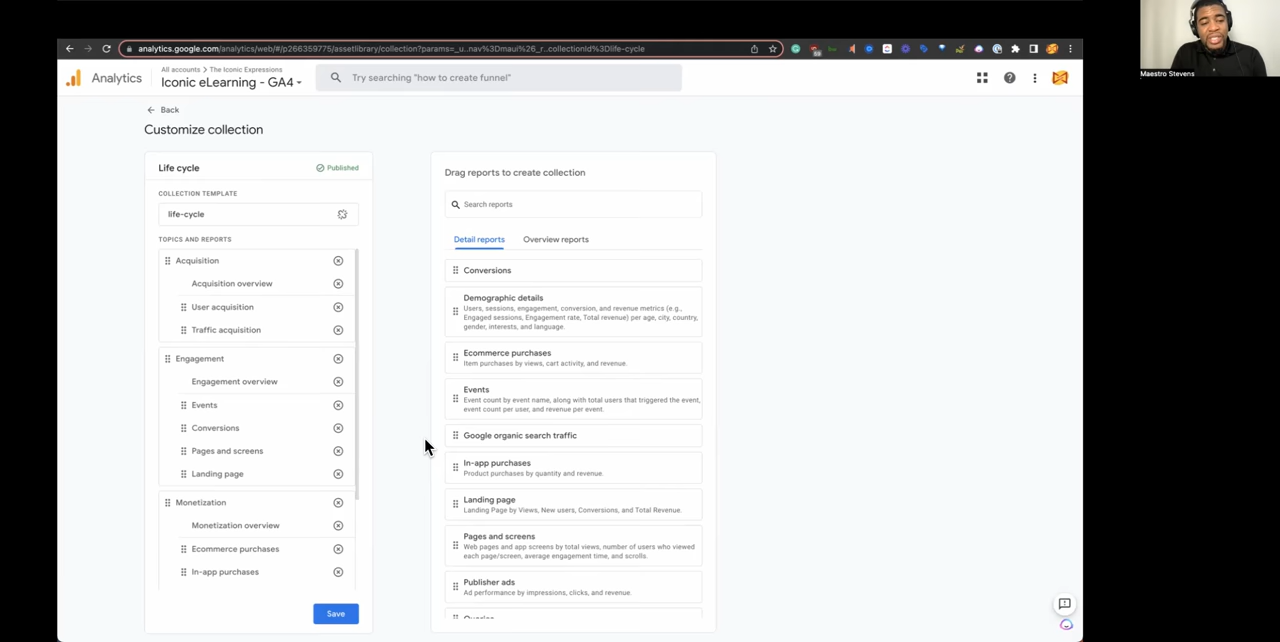 analytics.google.com/analytics/web/#/p266359775/assetlibrary/collection?params=_u..nav%3Dmaui%26_r..collectionId%3Dlife-cycle
Maestro Stevens
Analytics
All accounts > The Iconic Expressions
Iconic eLearning - GA4
Try searching "how to create funnel"
Back
Customize collection
Life cycle
Published
COLLECTION TEMPLATE
life-cycle
TOPICS AND REPORTS
Acquisition
Acquisition overview
User acquisition
Traffic acquisition
Engagement
Engagement overview
Events
Conversions
Pages and screens
Landing page
Monetization
Monetization overview
Ecommerce purchases
In-app purchases
Save
Drag reports to create collection
Search reports
Detail reports
Overview reports
Conversions
Demographic details
Users, sessions, engagement, conversion, and revenue metrics (e.g.,
Engaged sessions, Engagement rate, Total revenue) per age, city, country,
gender, interests, and language.
Ecommerce purchases
Item purchases by views, cart activity, and revenue.
Events
Event count by event name, along with total users that triggered the event,
event count per user, and revenue per event.
Google organic search traffic
In-app purchases
Product purchases by quantity and revenue.
Landing page
Landing Page by Views, New users, Conversions, and Total Revenue.
Pages and screens
Web pages and app screens by total views, number of users who viewed
each page/screen, average engagement time, and scrolls.
Publisher ads
Ad performance by impressions, clicks, and revenue.